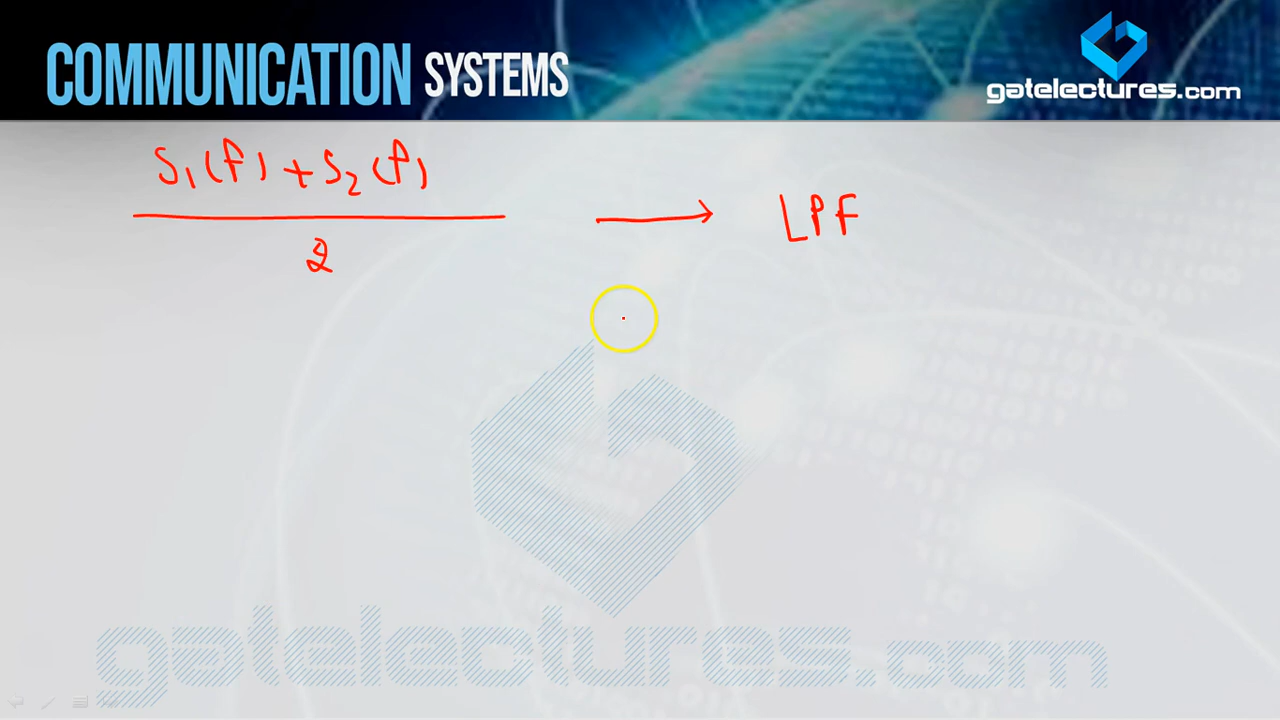 COMMUNICATION SYSTEMS
gatelectures.com
S₁(f) + S₂(f)
2
→ LPF
gatelectures.com